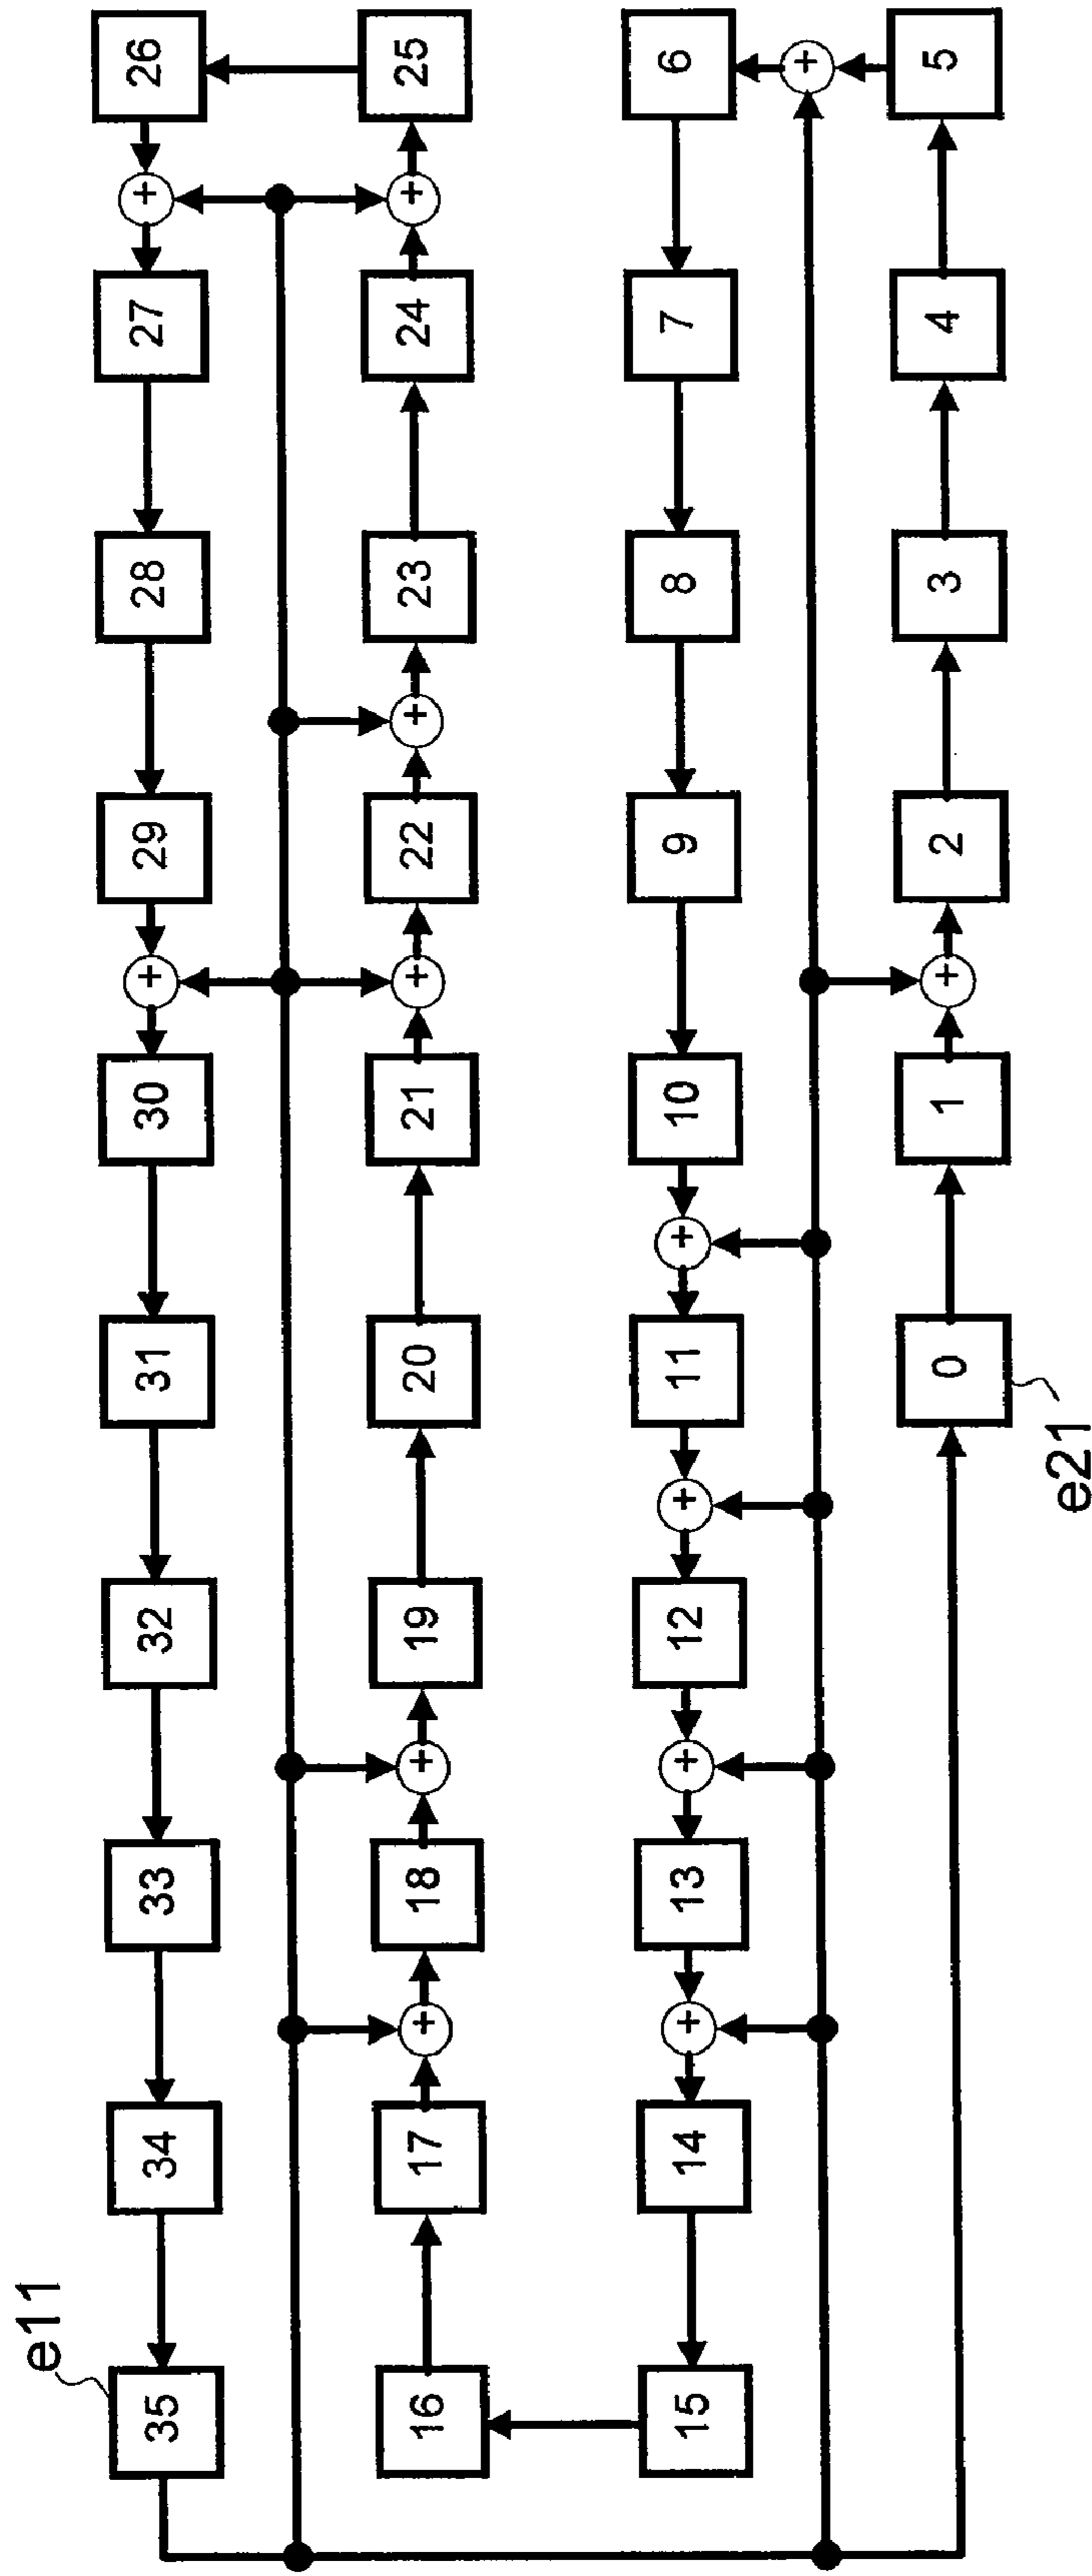 e11
35 34 33 32 31 30 + 29 28 27 + 26
16 17 + 18 + 19 20 21 + 22 + 23 24 + 25
15 14 + 13 + 12 + 11 + 10 9 8 7 6
+
0 1 + 2 3 4 5
e21